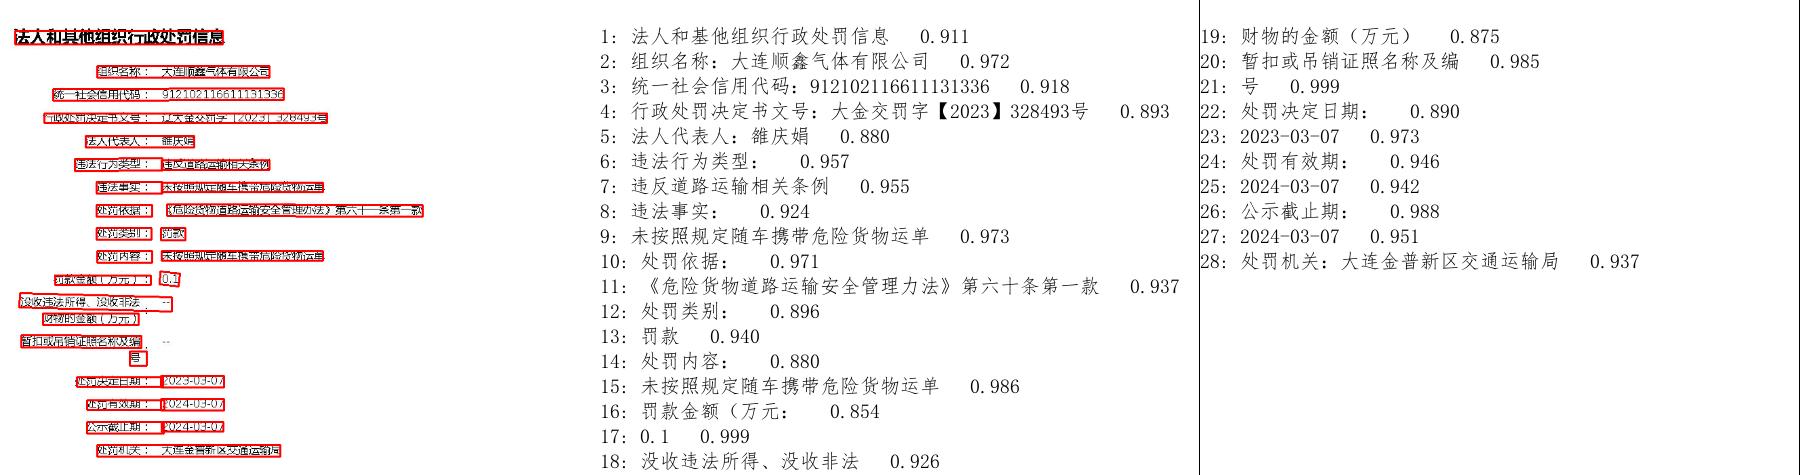 法人和其他组织行政处罚信息
组织名称： 大连顺鑫气体有限公司
统一社会信用代码： 912102116611131336
行政处罚决定书文号： 辽大金交罚字【2023】328493号
法人代表人： 雒庆娟
违法行为类型： 违反道路运输相关条例
违法事实： 未按照规定随车携带危险货物运单
处罚依据： 《危险货物道路运输安全管理办法》第六十条第一款
处罚类别： 罚款
处罚内容： 未按照规定随车携带危险货物运单
罚款金额（万元）： 0.1
没收违法所得、没收非法 --
财物的金额（万元）：
暂扣或吊销证照名称及编 --
号：
处罚决定日期： 2023-03-07
处罚有效期： 2024-03-07
公示截止期： 2024-03-07
处罚机关： 大连金普新区交通运输局
1: 法人和基他组织行政处罚信息 0.911
2: 组织名称: 大连顺鑫气体有限公司 0.972
3: 统一社会信用代码: 912102116611131336 0.918
4: 行政处罚决定书文号: 大金交罚字【2023】328493号 0.893
5: 法人代表人: 雒庆娟 0.880
6: 违法行为类型: 0.957
7: 违反道路运输相关条例 0.955
8: 违法事实: 0.924
9: 未按照规定随车携带危险货物运单 0.973
10: 处罚依据: 0.971
11: 《危险货物道路运输安全管理力法》第六十条第一款 0.937
12: 处罚类别: 0.896
13: 罚款 0.940
14: 处罚内容: 0.880
15: 未按照规定随车携带危险货物运单 0.986
16: 罚款金额（万元: 0.854
17: 0.1 0.999
18: 没收违法所得、没收非法 0.926
19: 财物的金额（万元） 0.875
20: 暂扣或吊销证照名称及编 0.985
21: 号 0.999
22: 处罚决定日期: 0.890
23: 2023-03-07 0.973
24: 处罚有效期: 0.946
25: 2024-03-07 0.942
26: 公示截止期: 0.988
27: 2024-03-07 0.951
28: 处罚机关: 大连金普新区交通运输局 0.937